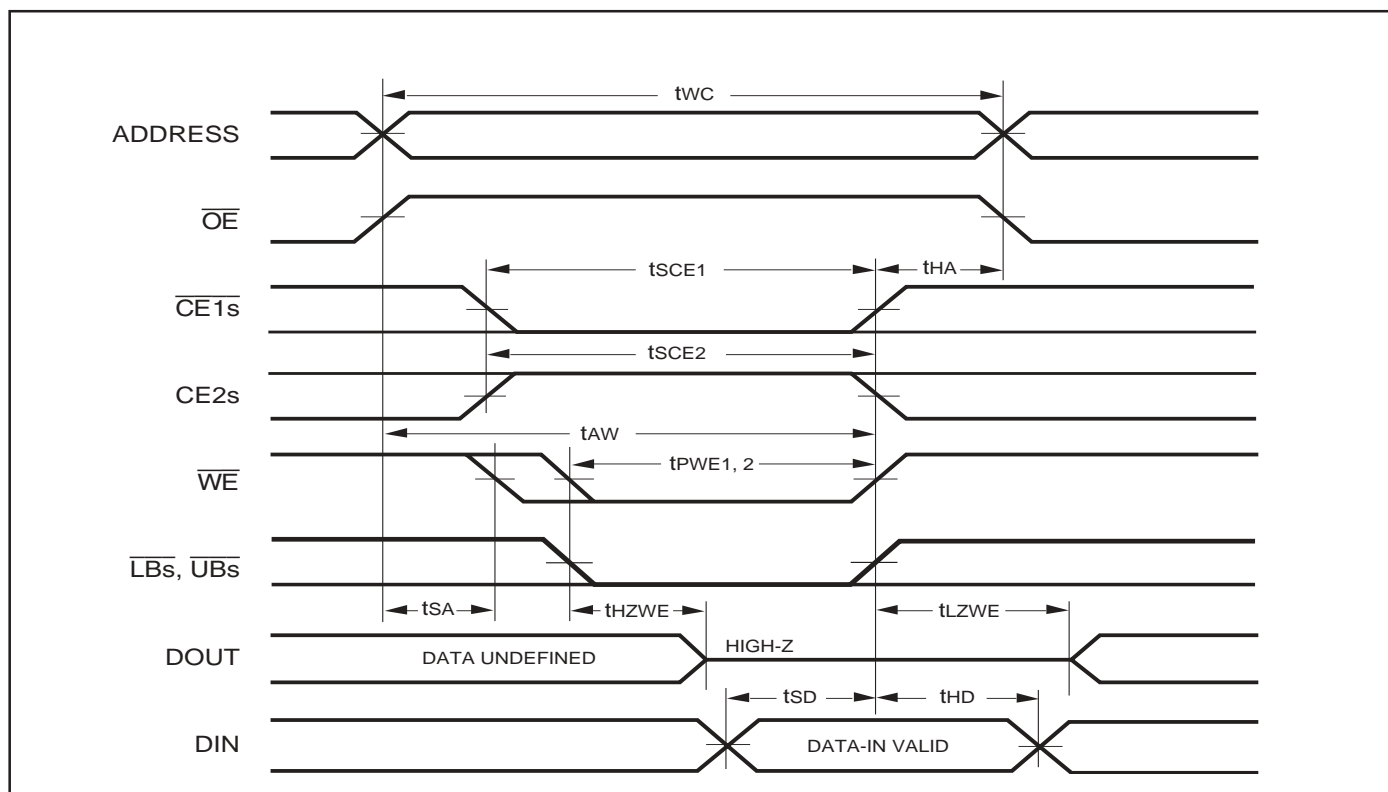 tWC
ADDRESS
OE
tSCE1
tHA
CE1s
tSCE2
CE2s
tAW
tPWE1, 2
WE
LBs, UBs
tSA
tHZWE
tLZWE
DOUT
DATA UNDEFINED
HIGH-Z
tSD
tHD
DIN
DATA-IN VALID